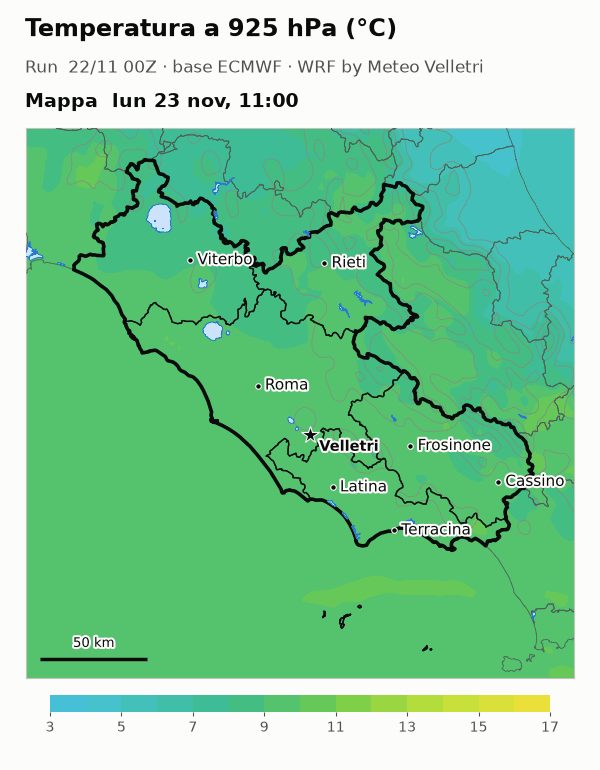 Temperatura a 925 hPa (°C)
Run  22/11 00Z · base ECMWF · WRF by Meteo Velletri
Mappa  lun 23 nov, 11:00
Viterbo
Rieti
Roma
Velletri
Frosinone
Cassino
Latina
Terracina
50 km
3 5 7 9 11 13 15 17